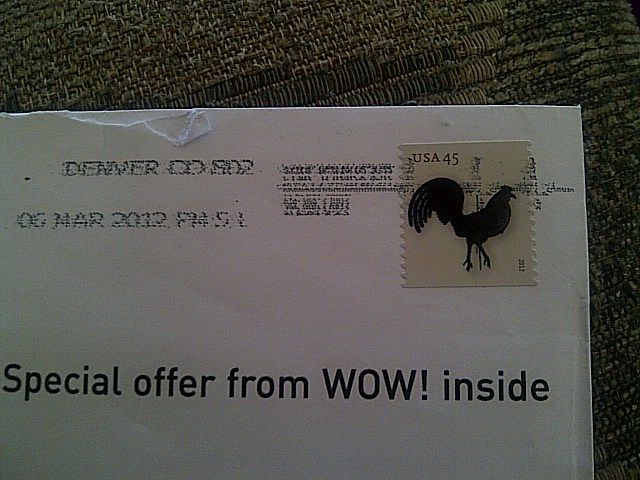 DENVER CO 802
06 MAR 2012 PM 5 L
USA 45
2012
Special offer from WOW! inside